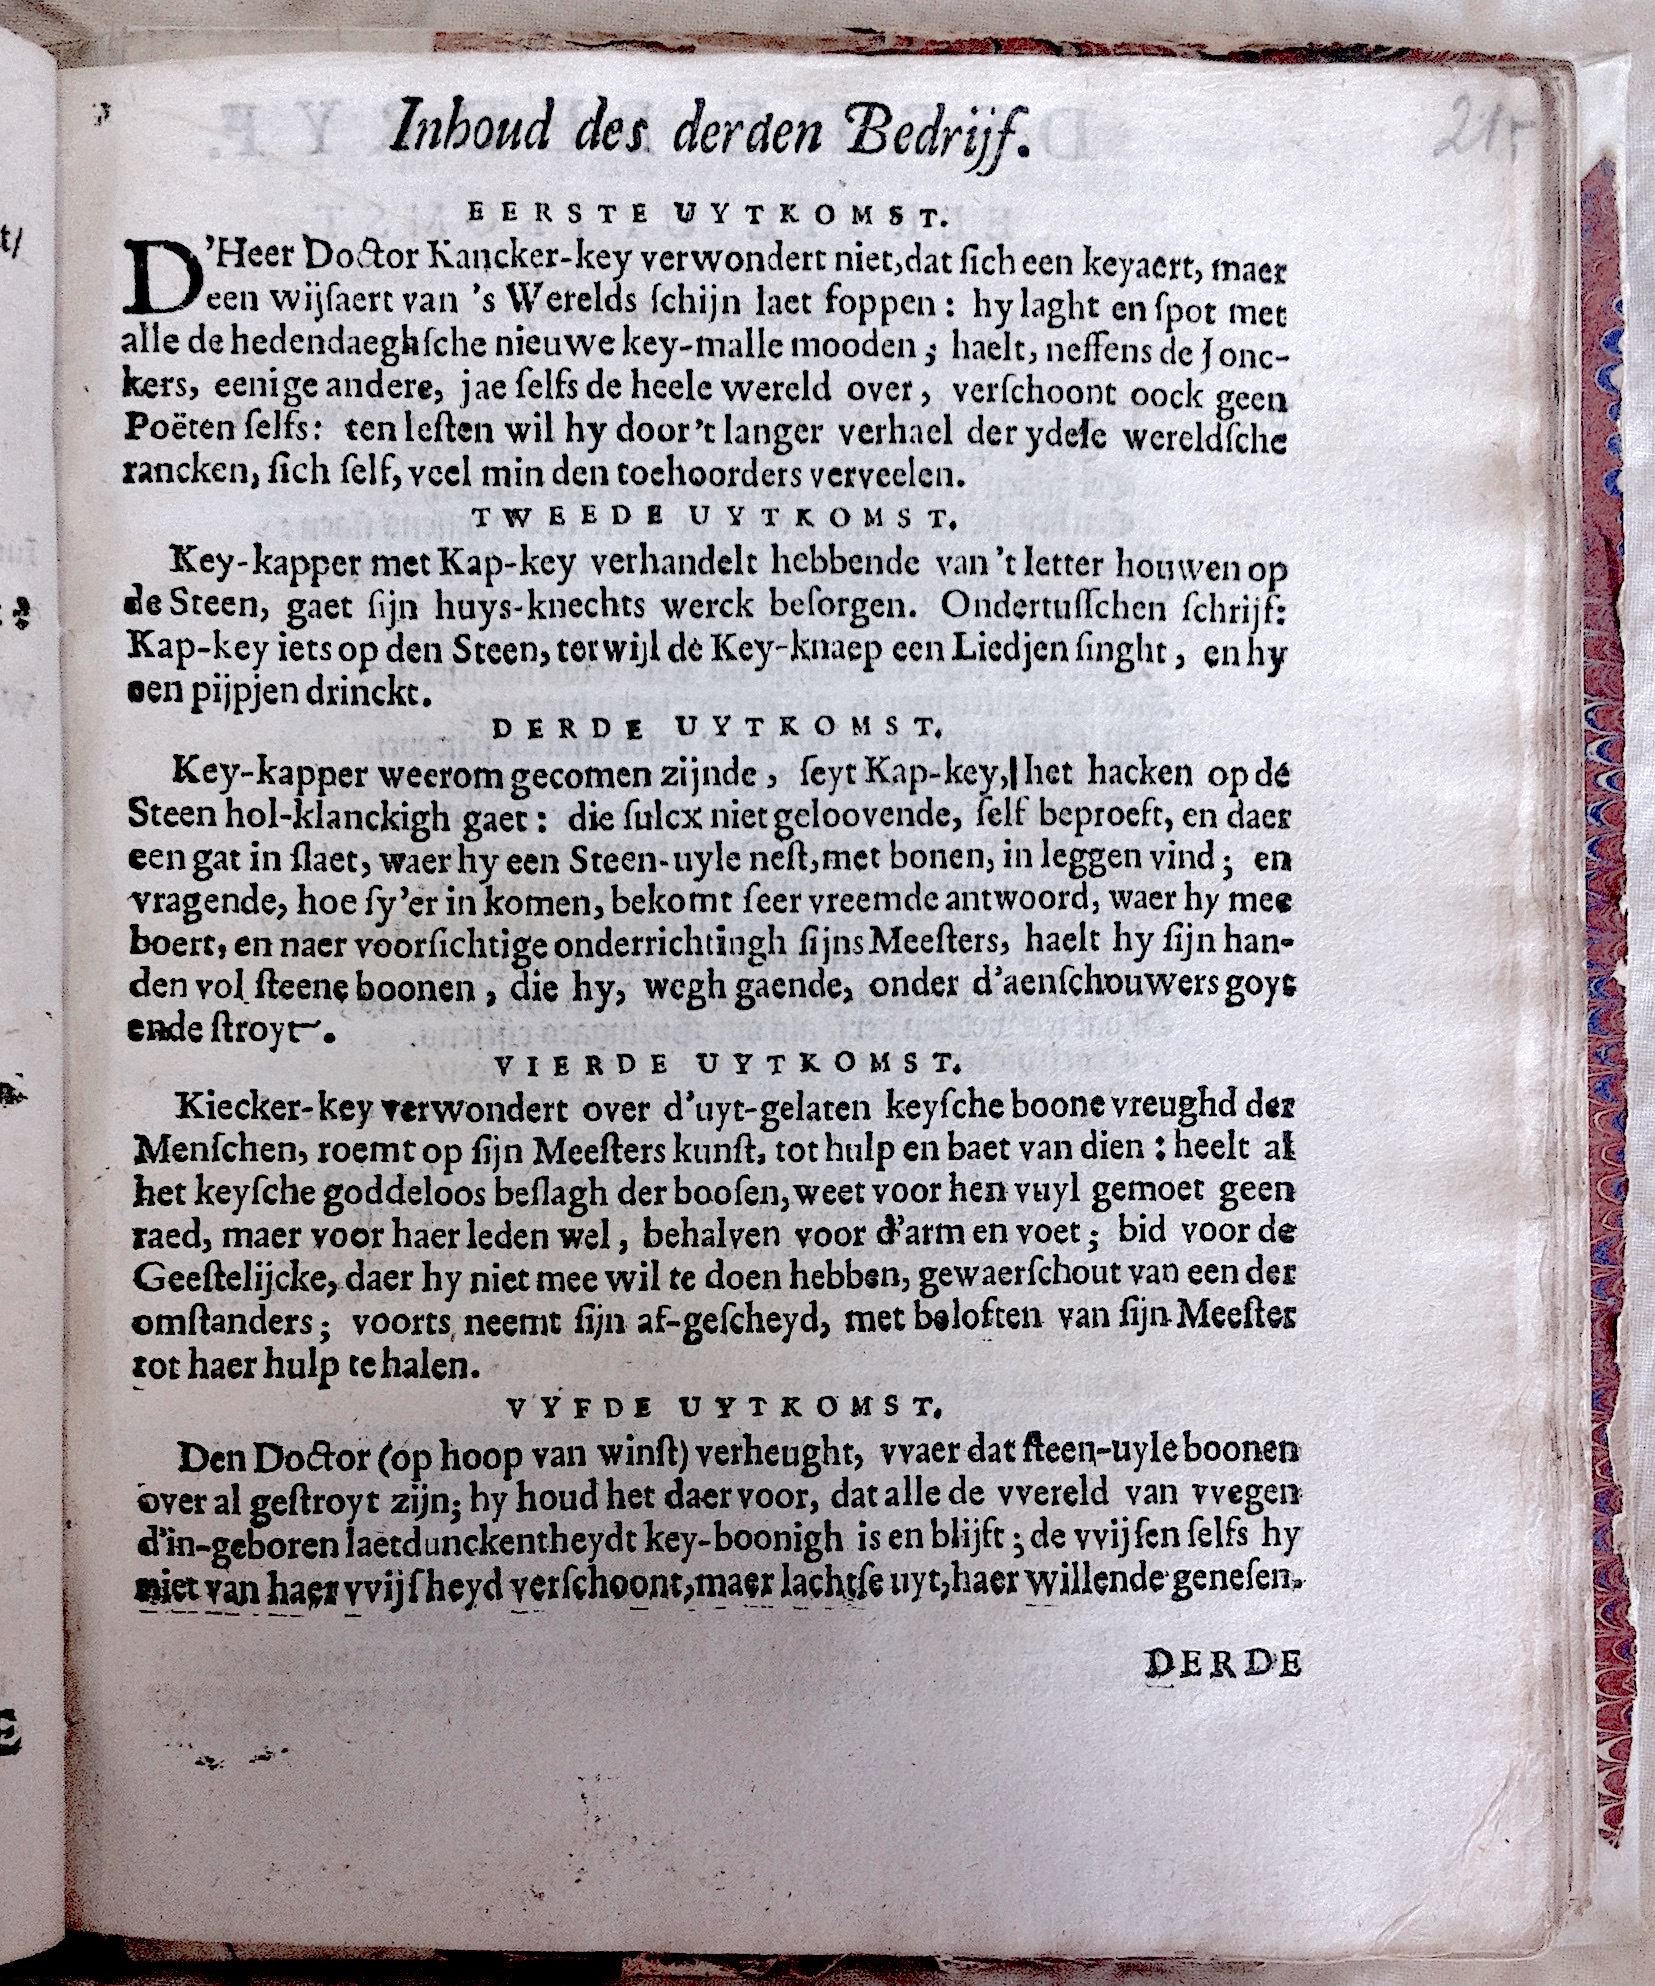 Inhoud des derden Bedrijf.
21r
EERSTE UYTKOMST.
D'Heer Doctor Kancker-key verwondert niet, dat ſich een keyaert, maer
een wijſaert van 's Werelds ſchijn laet foppen: hy laght en ſpot met
alle de hedendaeghſche nieuwe key-malle mooden; haelt, neffens de Jonc-
kers, eenige andere, jae ſelfs de heele wereld over, verſchoont oock geen
Poëten ſelfs: ten leſten wil hy door't langer verhael der ydele wereldſche
rancken, ſich ſelf, veel min den toehoorders verveelen.
TWEEDE UYTKOMST.
Key-kapper met Kap-key verhandelt hebbende van 't letter houwen op
de Steen, gaet ſijn huys-knechts werck beſorgen. Ondertuſſchen ſchrijft
Kap-key iets op den Steen, terwijl de Key-knaep een Liedjen ſinght, en hy
een pijpjen drinckt.
DERDE UYTKOMST.
Key-kapper weerom gecomen zijnde, ſeyt Kap-key, het hacken op de
Steen hol-klanckigh gaet: die ſulcx niet geloovende, ſelf beproeft, en daer
een gat in ſlaet, waer hy een Steen-uyle neſt, met bonen, in leggen vind; en
vragende, hoe ſy'er in komen, bekomt ſeer vreemde antwoord, waer hy mee
boert, en naer voorſichtige onderrichtingh ſijns Meeſters, haelt hy ſijn han-
den vol ſteene boonen, die hy, wegh gaende, onder d'aenſchouwers goyt
ende ſtroyt.
VIERDE UYTKOMST.
Kiecker-key verwondert over d'uyt-gelaten keyſche boone vreughd der
Menſchen, roemt op ſijn Meeſters kunſt, tot hulp en baet van dien: heelt al
het keyſche goddeloos beſlagh der booſen, weet voor hen vuyl gemoet geen
raed, maer voor haer leden wel, behalven voor d'arm en voet; bid voor de
Geeſtelijcke, daer hy niet mee wil te doen hebben, gewaerſchout van een der
omſtanders; voorts neemt ſijn af-geſcheyd, met beloften van ſijn Meeſter
tot haer hulp te halen.
VYFDE UYTKOMST.
Den Doctor (op hoop van winſt) verheught, vvaer dat ſteen-uyle boonen
over al geſtroyt zijn; hy houd het daer voor, dat alle de vvereld van vvegen
d'in-geboren laetdunckentheydt key-boonigh is en blijft; de vvijſen ſelfs hy
niet van haer vvijſheyd verſchoont, maer lachtſe uyt, haer willende geneſen.
DERDE